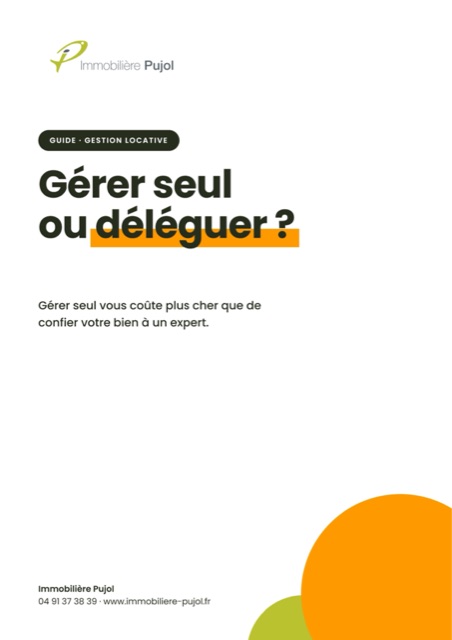 Immobilière Pujol
GUIDE · GESTION LOCATIVE
Gérer seul
ou déléguer ?
Gérer seul vous coûte plus cher que de
confier votre bien à un expert.
Immobilière Pujol
04 91 37 38 39 · www.immobiliere-pujol.fr